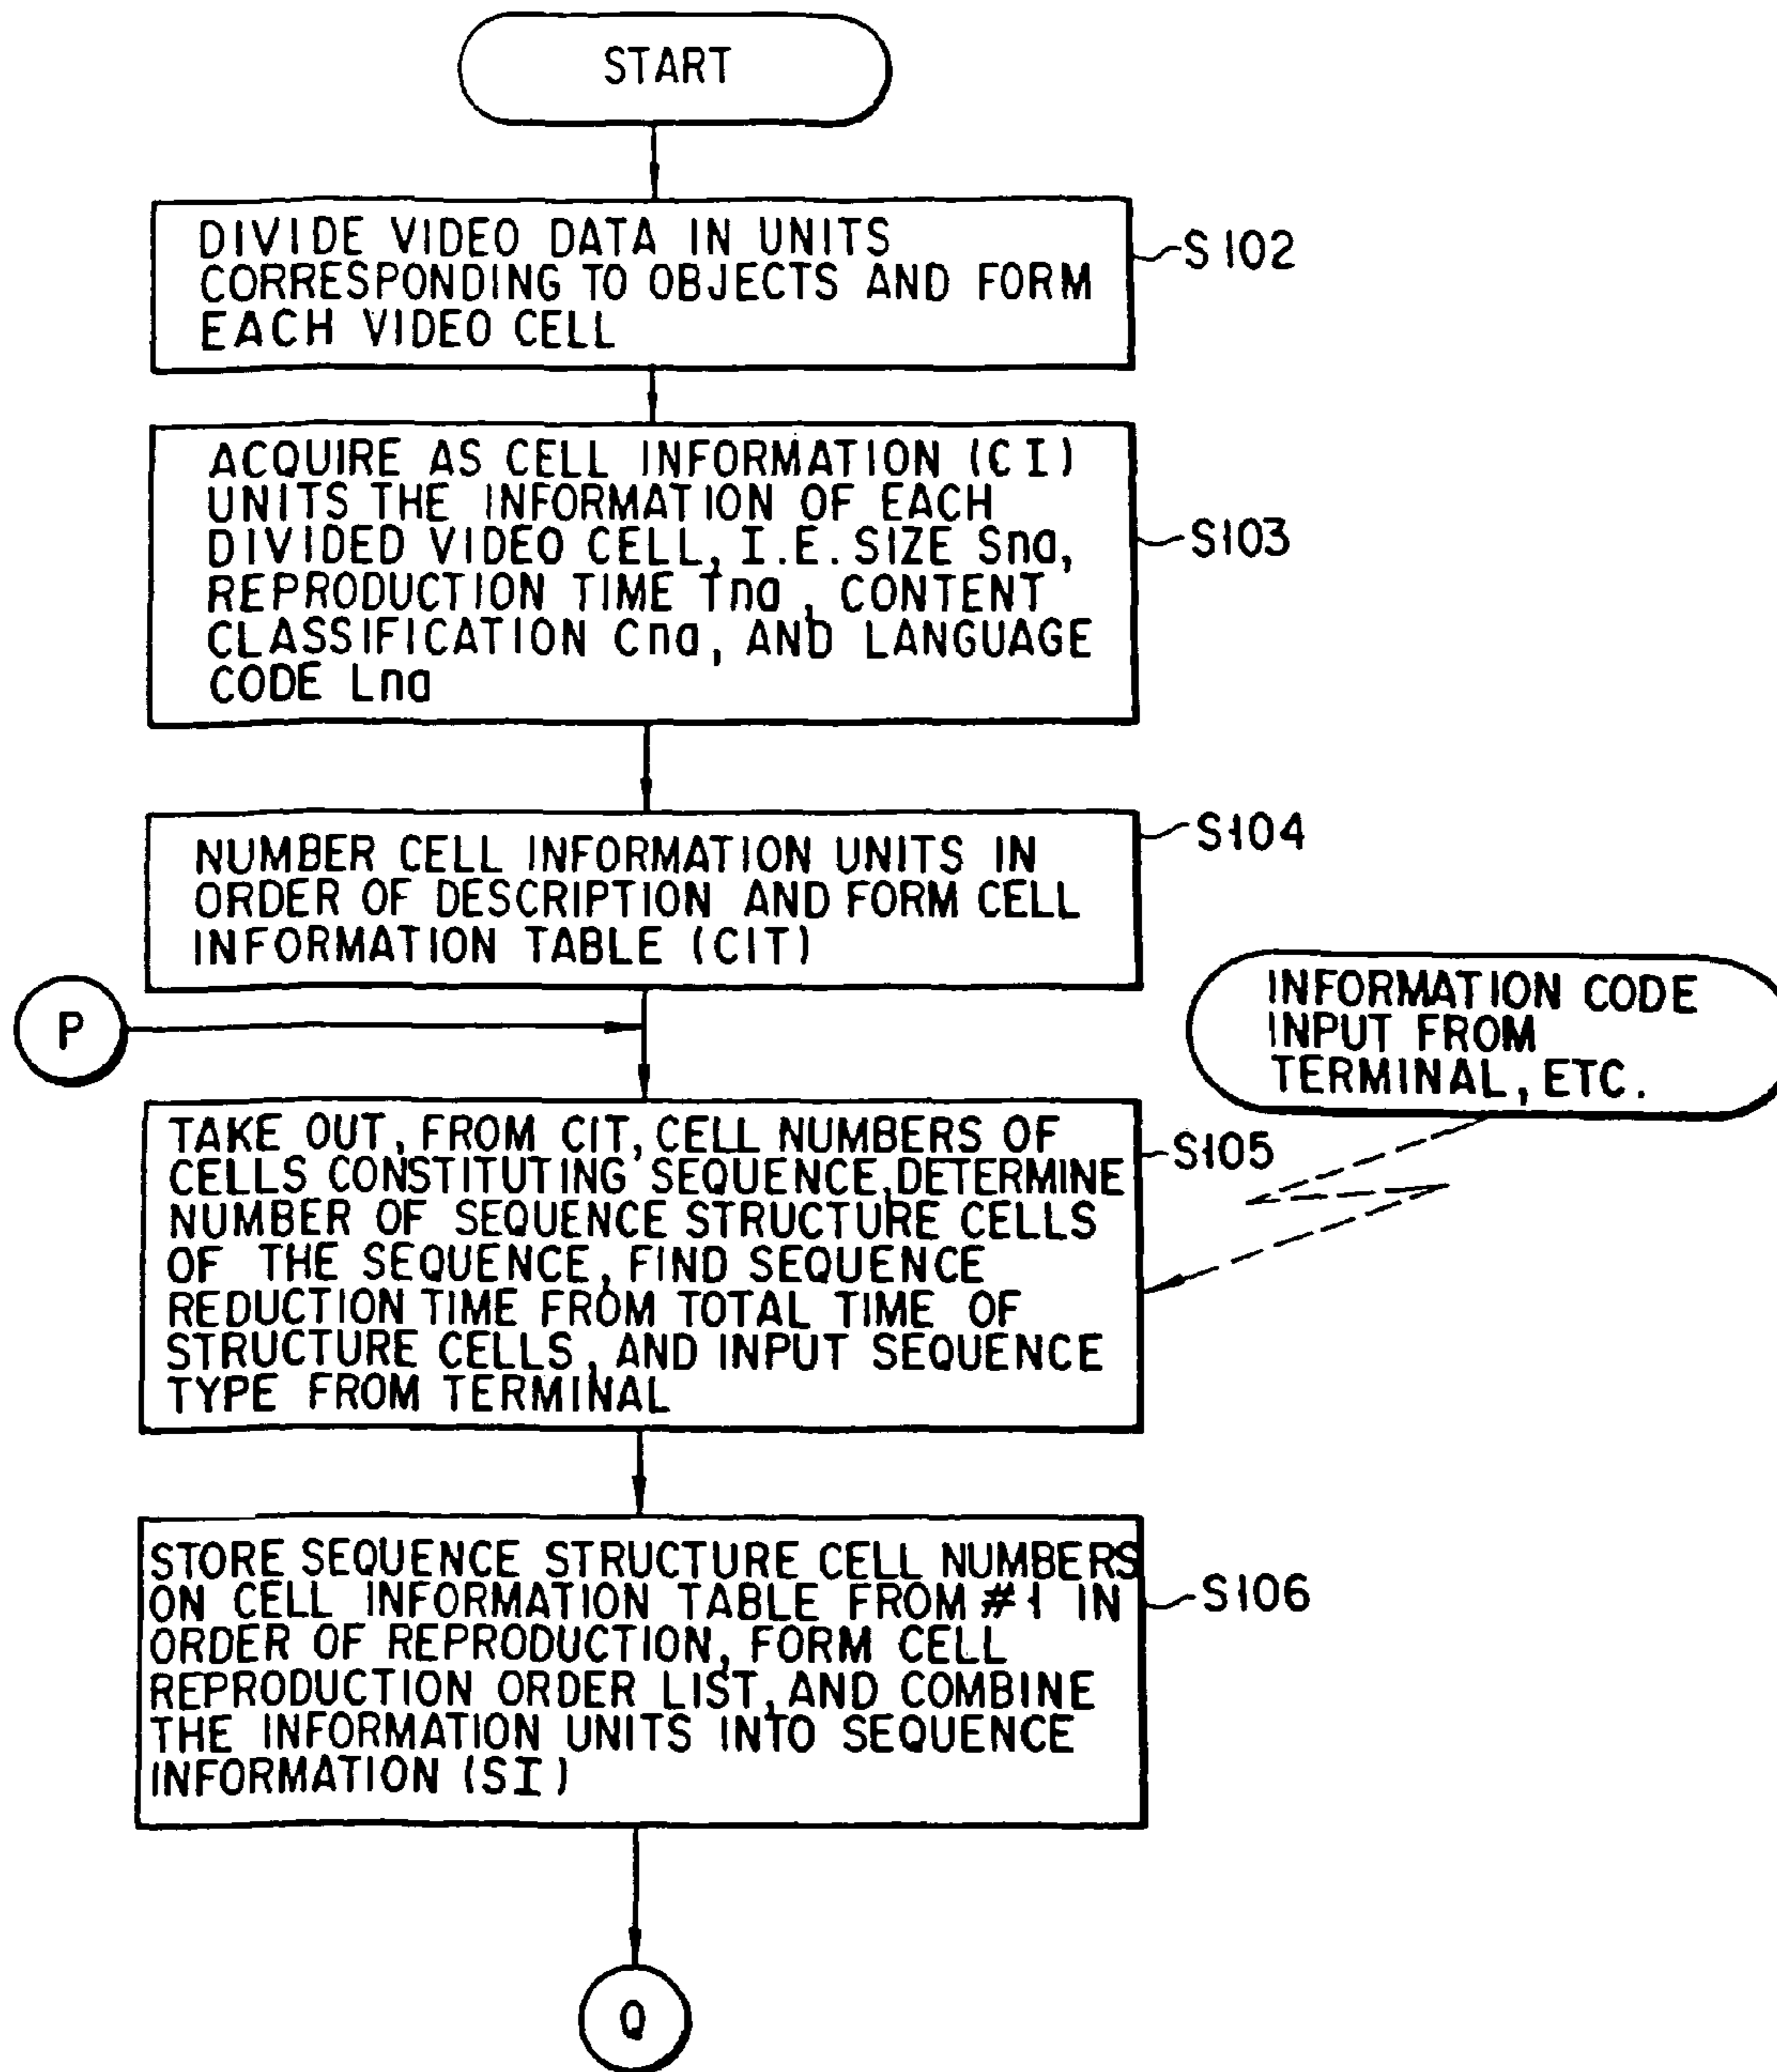 START
DIVIDE VIDEO DATA IN UNITS
CORRESPONDING TO OBJECTS AND FORM
EACH VIDEO CELL
S102
ACQUIRE AS CELL INFORMATION (CI)
UNITS THE INFORMATION OF EACH
DIVIDED VIDEO CELL, I.E. SIZE Sna,
REPRODUCTION TIME Tna, CONTENT
CLASSIFICATION Cna, AND LANGUAGE
CODE Lna
S103
NUMBER CELL INFORMATION UNITS IN
ORDER OF DESCRIPTION AND FORM CELL
INFORMATION TABLE (CIT)
S104
P
INFORMATION CODE
INPUT FROM
TERMINAL, ETC.
TAKE OUT, FROM CIT, CELL NUMBERS OF
CELLS CONSTITUTING SEQUENCE, DETERMINE
NUMBER OF SEQUENCE STRUCTURE CELLS
OF THE SEQUENCE, FIND SEQUENCE
REDUCTION TIME FROM TOTAL TIME OF
STRUCTURE CELLS, AND INPUT SEQUENCE
TYPE FROM TERMINAL
S105
STORE SEQUENCE STRUCTURE CELL NUMBERS
ON CELL INFORMATION TABLE FROM #1 IN
ORDER OF REPRODUCTION, FORM CELL
REPRODUCTION ORDER LIST, AND COMBINE
THE INFORMATION UNITS INTO SEQUENCE
INFORMATION (SI)
S106
Q